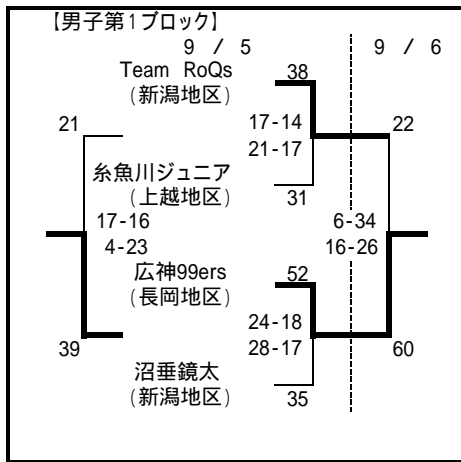 【男子第1ブロック】
9 / 5
9 / 6
Team RoQs
38
(新潟地区)
21
17-14
22
21-17
糸魚川ジュニア
(上越地区)
31
17-16
6-34
4-23
16-26
広神99ers
52
(長岡地区)
24-18
39
28-17
60
沼垂鏡太
(新潟地区)
35